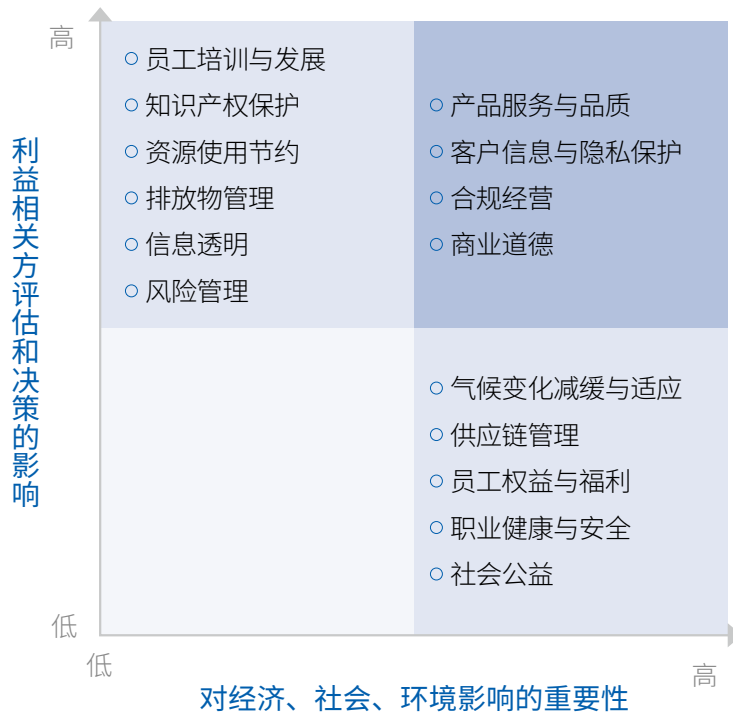 高
利益相关方评估和决策的影响
○ 员工培训与发展
○ 知识产权保护
○ 资源使用节约
○ 排放物管理
○ 信息透明
○ 风险管理
○ 产品服务与品质
○ 客户信息与隐私保护
○ 合规经营
○ 商业道德
○ 气候变化减缓与适应
○ 供应链管理
○ 员工权益与福利
○ 职业健康与安全
○ 社会公益
低
低
高
对经济、社会、环境影响的重要性